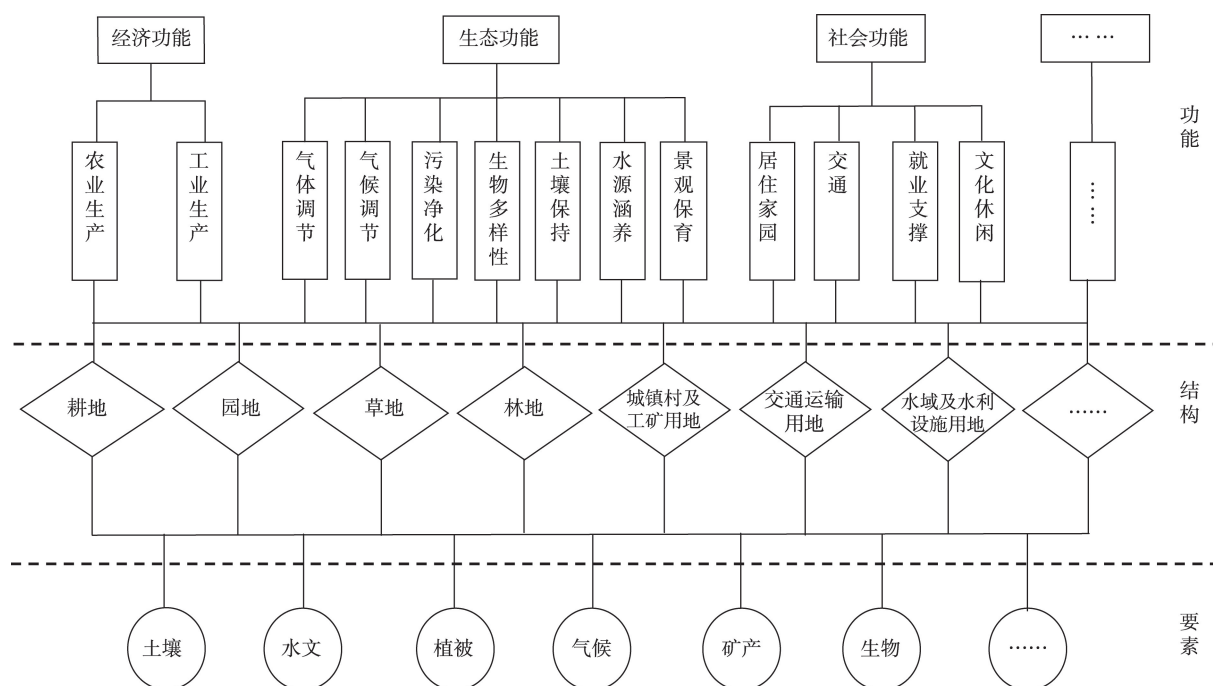 经济功能
生态功能
社会功能
……
功能
农业生产
工业生产
气体调节
气候调节
污染净化
生物多样性
土壤保持
水源涵养
景观保育
居住家园
交通
就业支撑
文化休闲
……
结构
耕地
园地
草地
林地
城镇村及
工矿用地
交通运输
用地
水域及水利
设施用地
……
要素
土壤
水文
植被
气候
矿产
生物
……